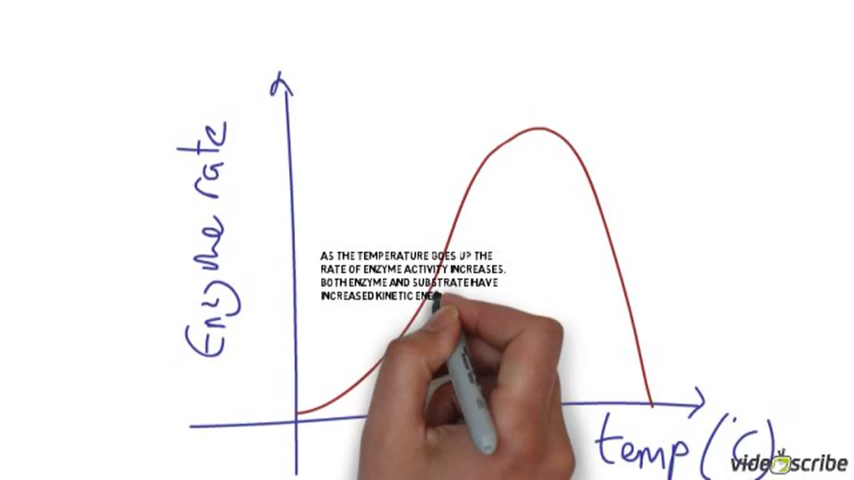 Enzyme rate
AS THE TEMPERATURE GOES UP THE
RATE OF ENZYME ACTIVITY INCREASES.
BOTH ENZYME AND SUBSTRATE HAVE
INCREASED KINETIC ENE
temp (°C)
videoscribe